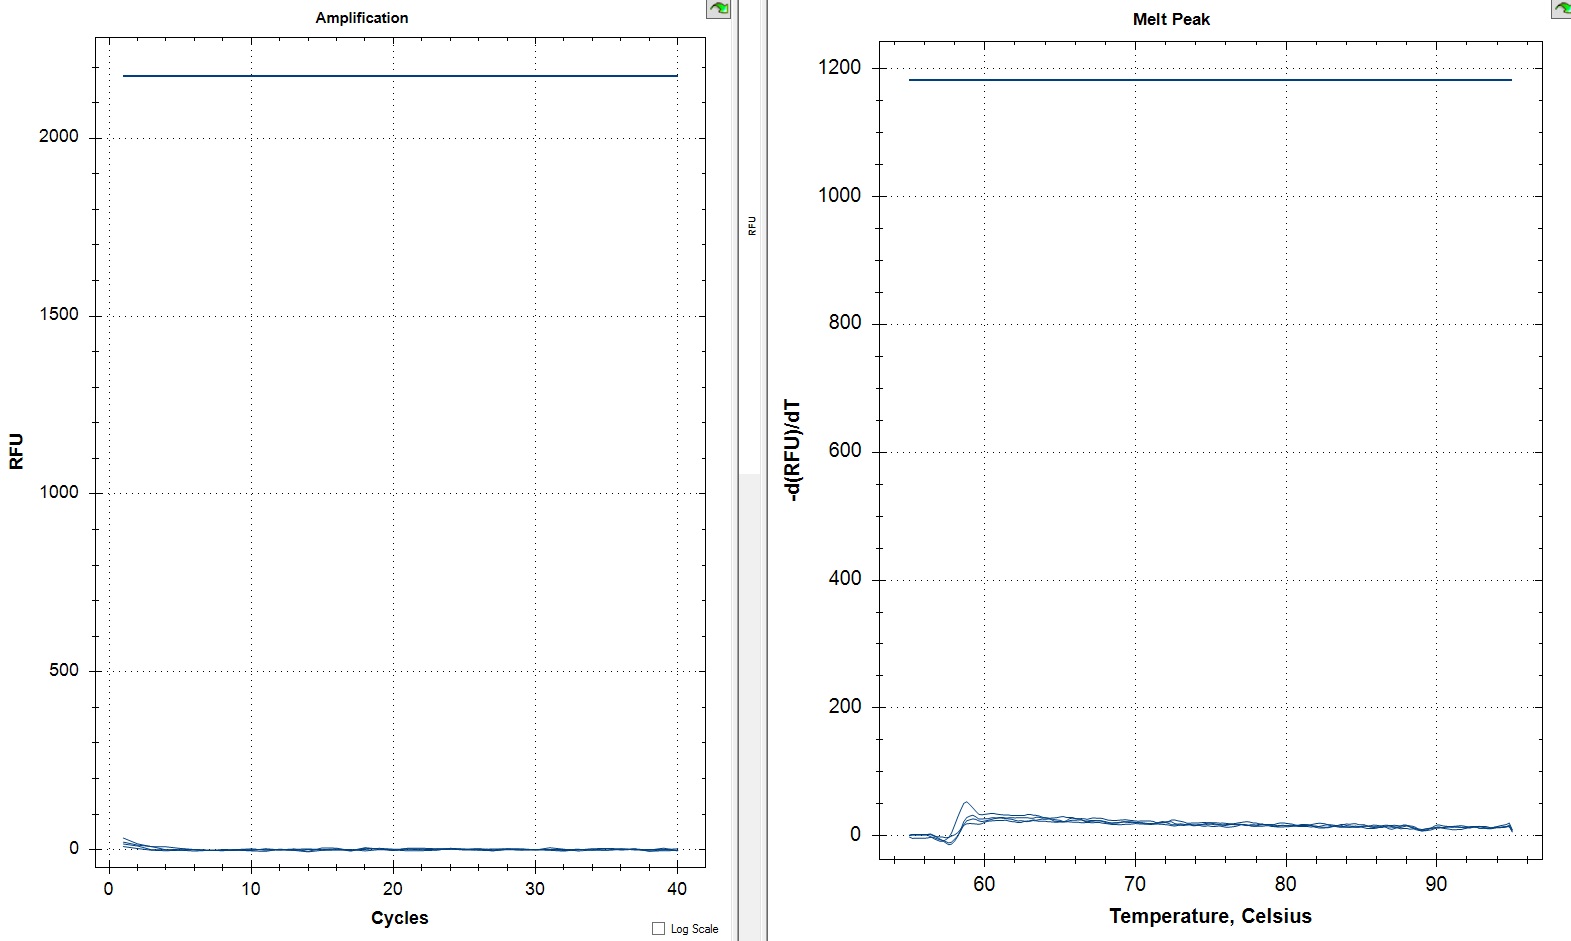 Amplification
2000
1500
1000
500
0
RFU
0 10 20 30 40
Cycles
Log Scale
RFU
Melt Peak
1200
1000
800
600
400
200
0
-d(RFU)/dT
60 70 80 90
Temperature, Celsius